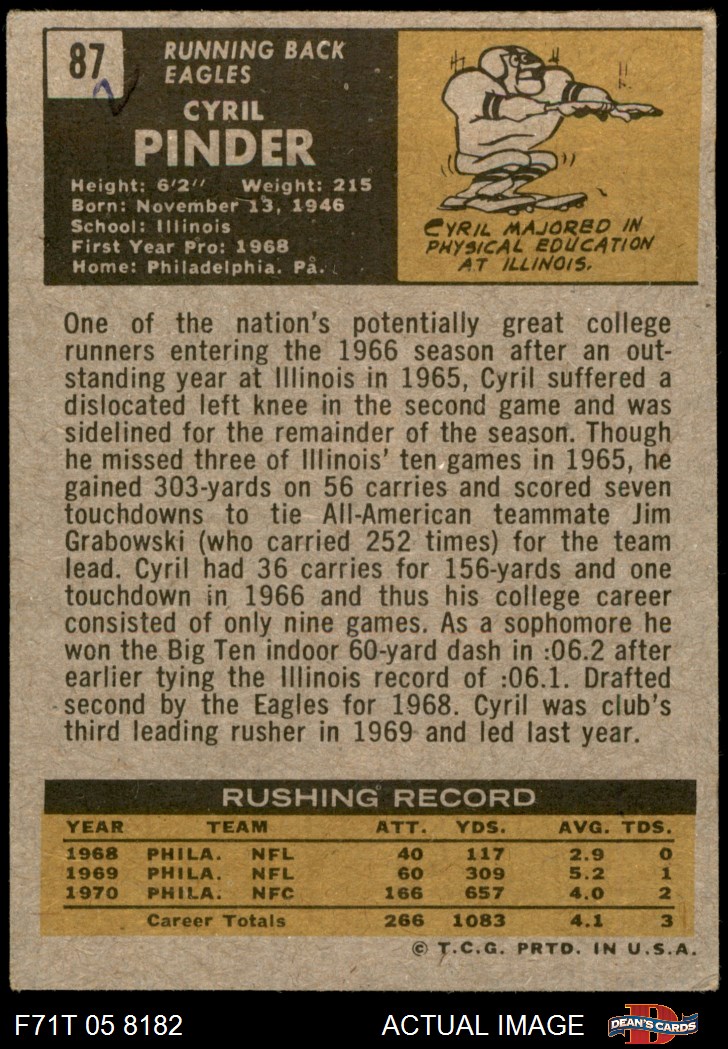 87
RUNNING BACK
EAGLES
CYRIL
PINDER
Height: 6'2" Weight: 215
Born: November 13, 1946
School: Illinois
First Year Pro: 1968
Home: Philadelphia. Pa.
CYRIL MAJORED IN
PHYSICAL EDUCATION
AT ILLINOIS.
One of the nation's potentially great college
runners entering the 1966 season after an out-
standing year at Illinois in 1965, Cyril suffered a
dislocated left knee in the second game and was
sidelined for the remainder of the season. Though
he missed three of Illinois' ten games in 1965, he
gained 303-yards on 56 carries and scored seven
touchdowns to tie All-American teammate Jim
Grabowski (who carried 252 times) for the team
lead. Cyril had 36 carries for 156-yards and one
touchdown in 1966 and thus his college career
consisted of only nine games. As a sophomore he
won the Big Ten indoor 60-yard dash in :06.2 after
earlier tying the Illinois record of :06.1. Drafted
second by the Eagles for 1968. Cyril was club's
third leading rusher in 1969 and led last year.
RUSHING RECORD
YEAR TEAM ATT. YDS. AVG. TDS.
1968 PHILA. NFL 40 117 2.9 0
1969 PHILA. NFL 60 309 5.2 1
1970 PHILA. NFC 166 657 4.0 2
Career Totals 266 1083 4.1 3
© T.C.G. PRTD. IN U.S.A.
F71T 05 8182 ACTUAL IMAGE DEAN'S CARDS